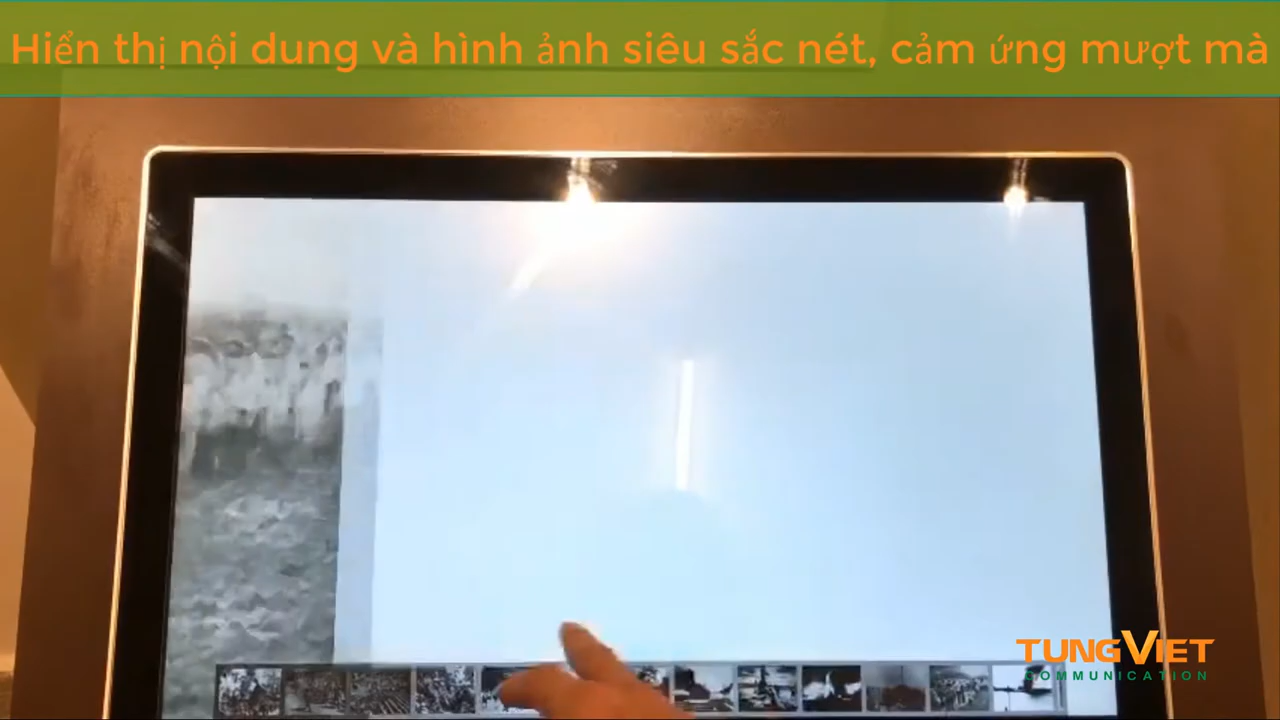 Hiển thị nội dung và hình ảnh siêu sắc nét, cảm ứng mượt mà
TUNGVIET
COMMUNICATION